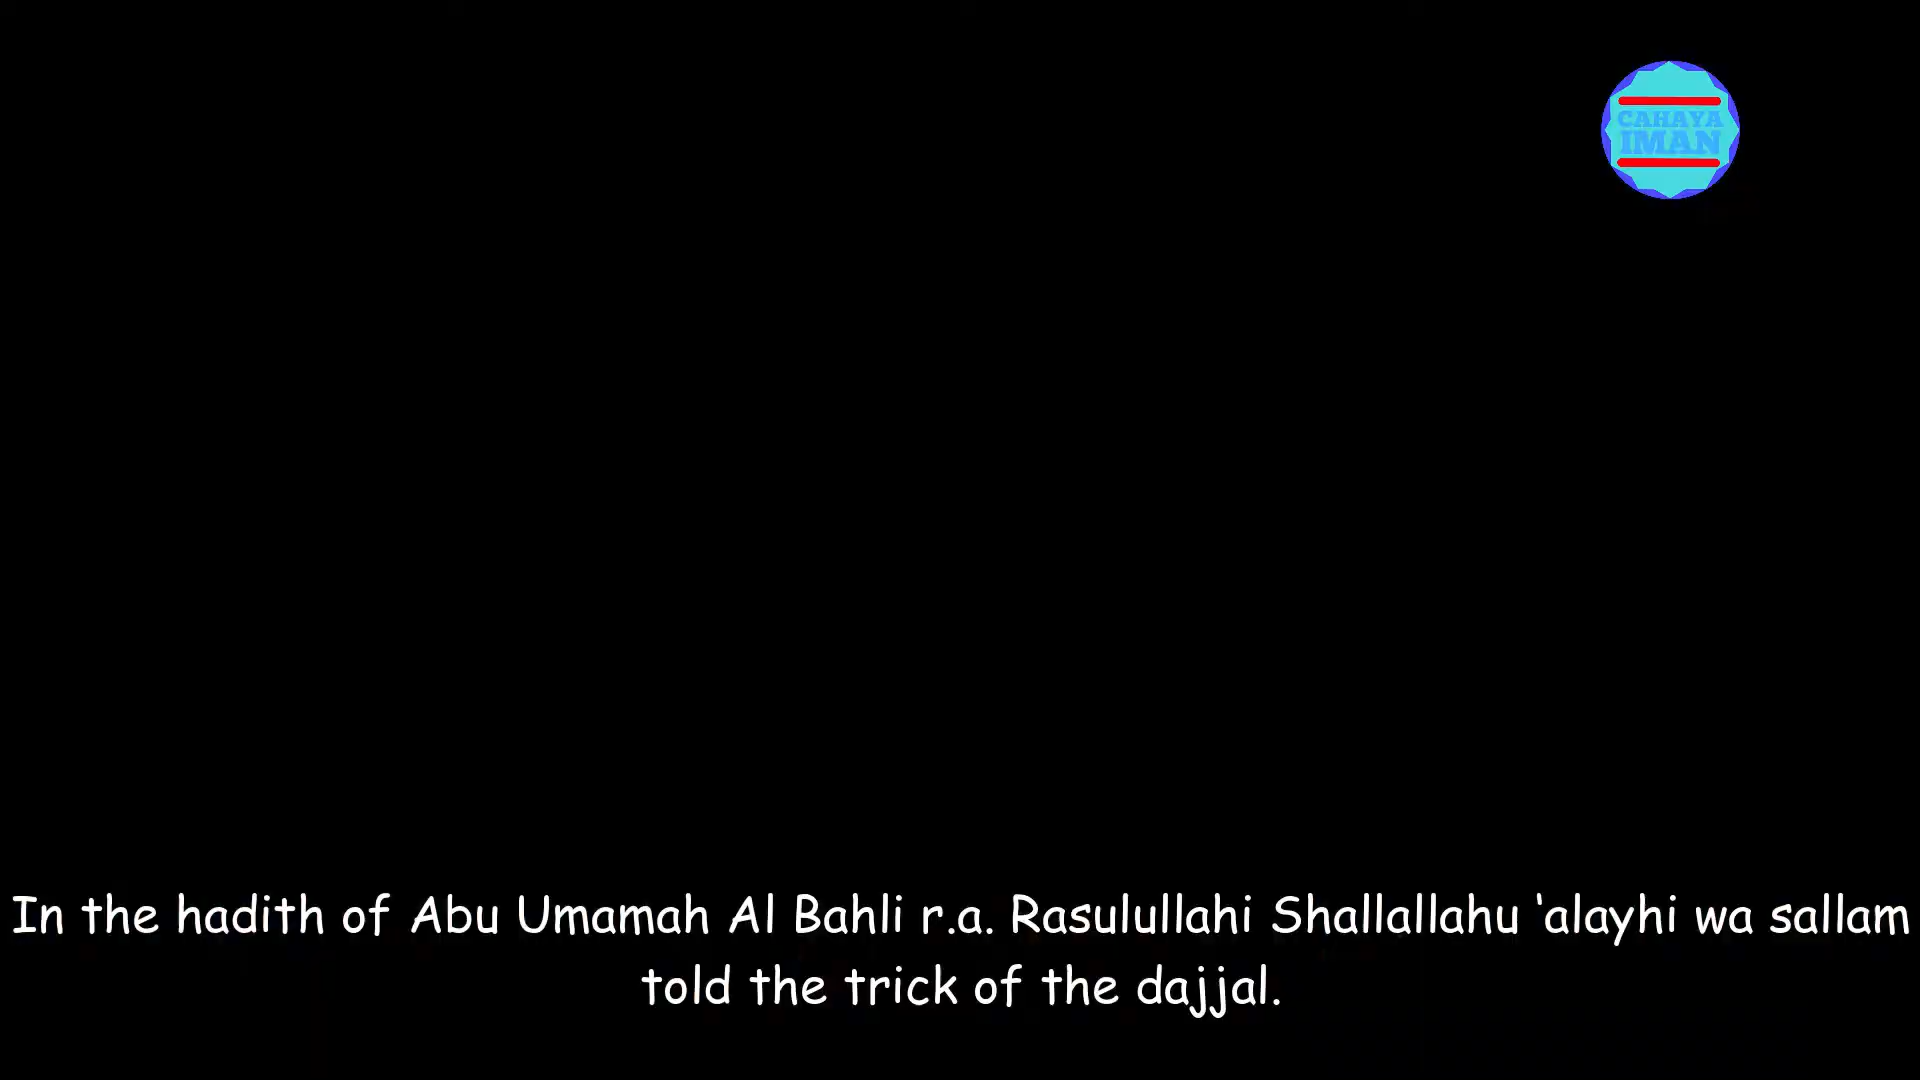 CAHAYA
IMAN
In the hadith of Abu Umamah Al Bahli r.a. Rasulullahi Shallallahu ‘alayhi wa sallam
told the trick of the dajjal.